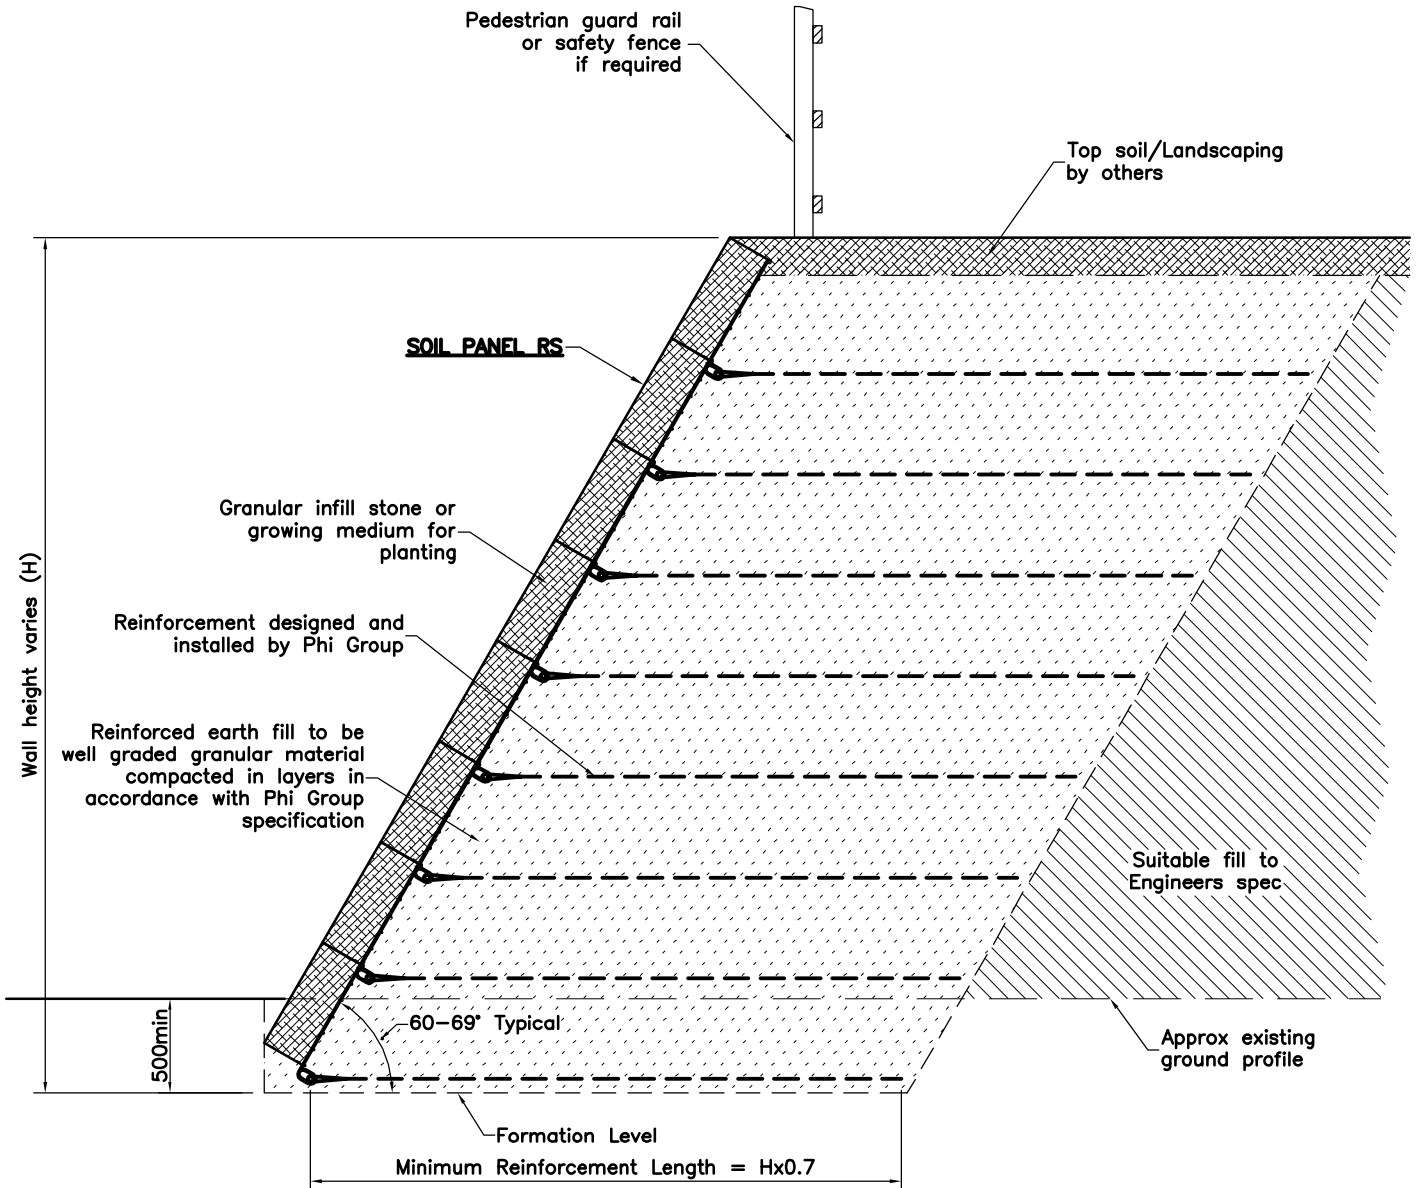 Pedestrian guard rail
or safety fence
if required
Top soil/Landscaping
by others
SOIL PANEL RS
Granular infill stone or
growing medium for
planting
Wall height varies (H)
Reinforcement designed and
installed by Phi Group
Reinforced earth fill to be
well graded granular material
compacted in layers in
accordance with Phi Group
specification
Suitable fill to
Engineers spec
500min
60-69° Typical
Approx existing
ground profile
Formation Level
Minimum Reinforcement Length = Hx0.7